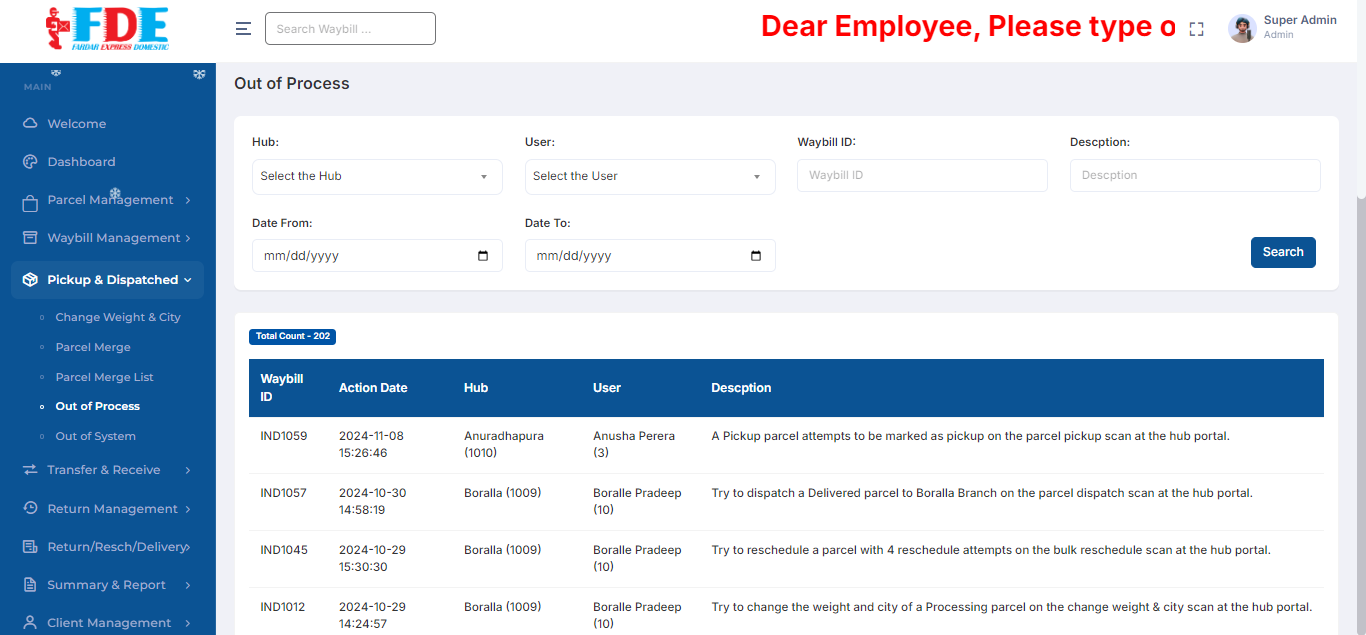 FDE
FARDAR EXPRESS DOMESTIC
Search Waybill ...
Dear Employee, Please type o
Super Admin
Admin
MAIN
Welcome
Dashboard
Parcel Management
Waybill Management
Pickup & Dispatched
Change Weight & City
Parcel Merge
Parcel Merge List
Out of Process
Out of System
Transfer & Receive
Return Management
Return/Resch/Delivery
Summary & Report
Client Management
Out of Process
Hub: User: Waybill ID: Descption:
Select the Hub Select the User Waybill ID Descption
Date From: Date To:
mm/dd/yyyy mm/dd/yyyy Search
Total Count - 202
Waybill ID Action Date Hub User Descption
IND1059 2024-11-08 Anuradhapura Anusha Perera A Pickup parcel attempts to be marked as pickup on the parcel pickup scan at the hub portal.
15:26:46 (1010) (3)
IND1057 2024-10-30 Boralla (1009) Boralle Pradeep Try to dispatch a Delivered parcel to Boralla Branch on the parcel dispatch scan at the hub portal.
14:58:19 (10)
IND1045 2024-10-29 Boralla (1009) Boralle Pradeep Try to reschedule a parcel with 4 reschedule attempts on the bulk reschedule scan at the hub portal.
15:30:30 (10)
IND1012 2024-10-29 Boralla (1009) Boralle Pradeep Try to change the weight and city of a Processing parcel on the change weight & city scan at the hub portal.
14:24:57 (10)